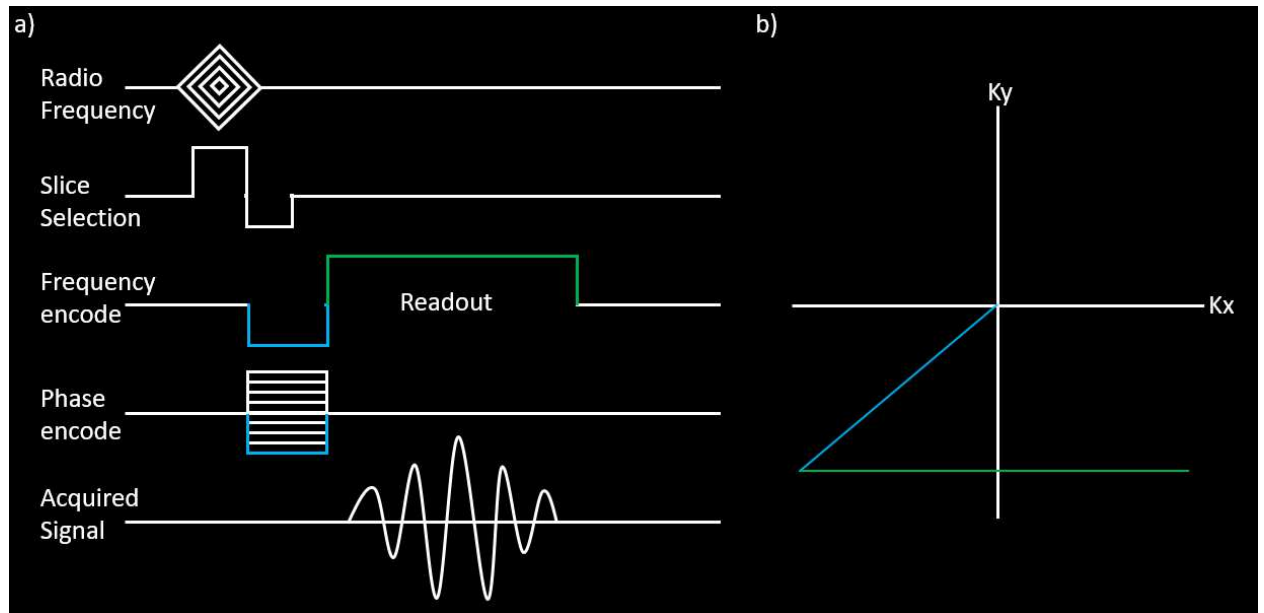 a)
Radio
Frequency
Slice
Selection
Frequency
encode
Readout
Phase
encode
Acquired
Signal
b)
Ky
Kx